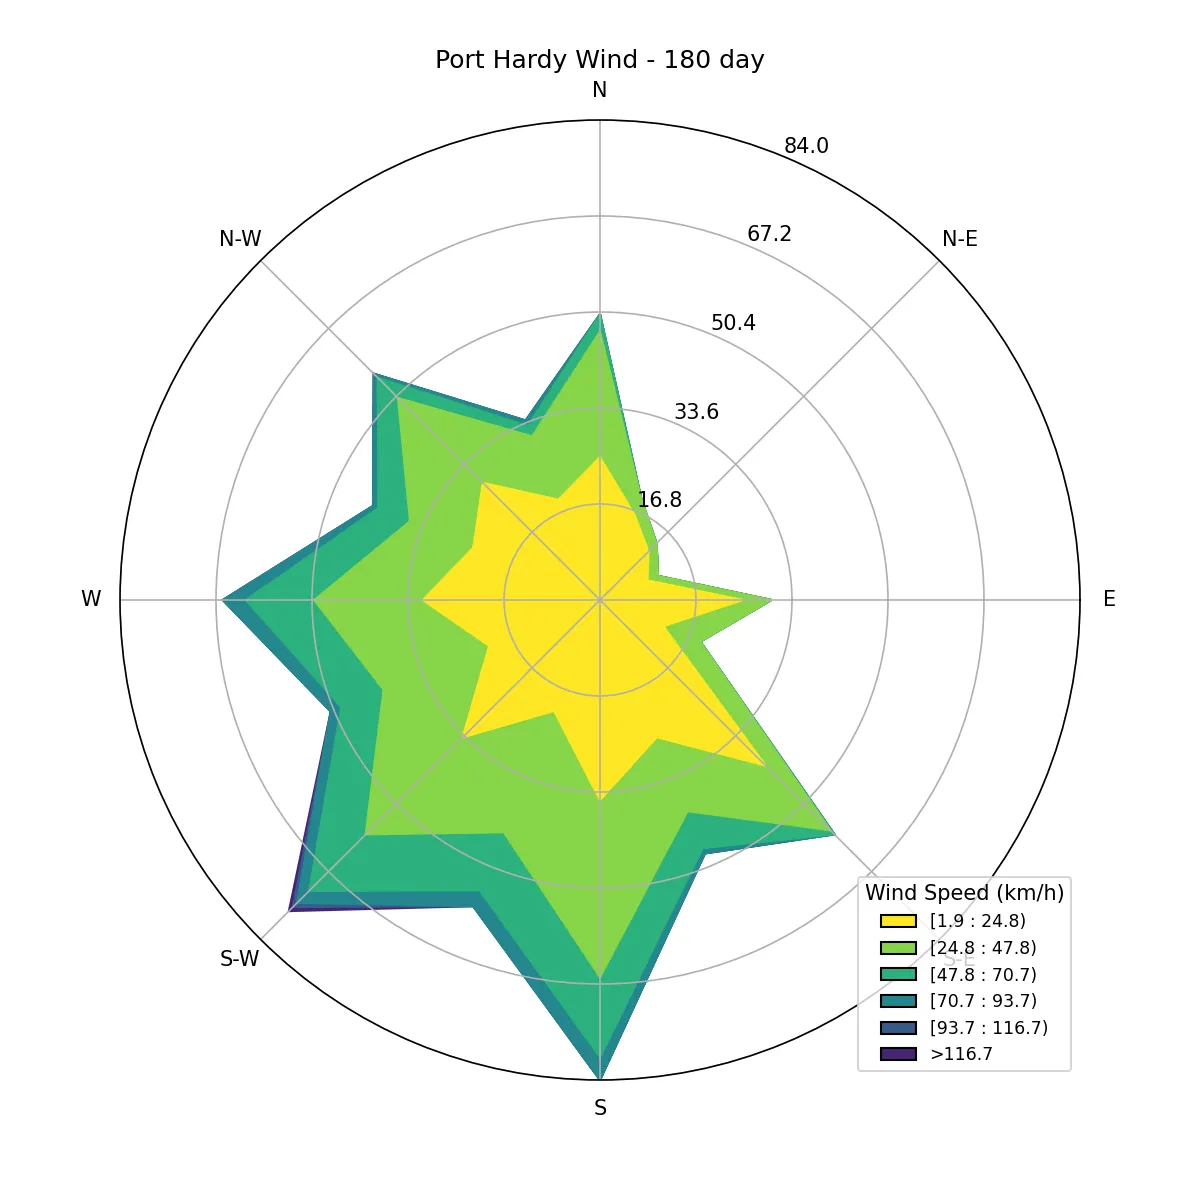 Port Hardy Wind - 180 day
N
84.0
N-W
67.2
N-E
50.4
33.6
16.8
W
E
S-W
S-E
S
Wind Speed (km/h)
[1.9 : 24.8)
[24.8 : 47.8)
[47.8 : 70.7)
[70.7 : 93.7)
[93.7 : 116.7)
>116.7